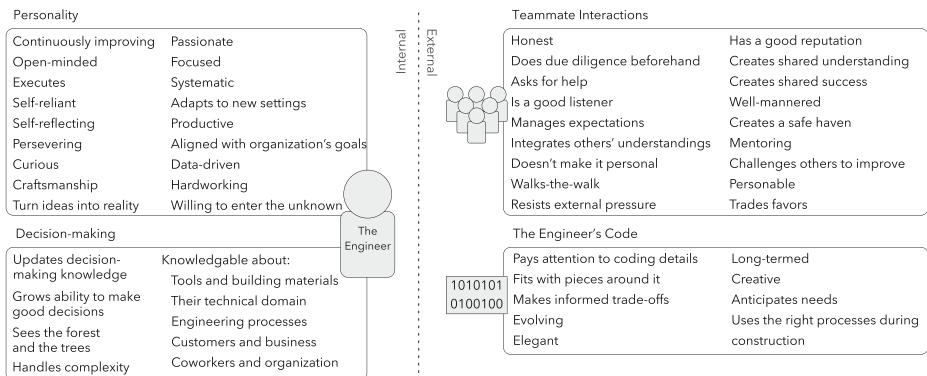 Personality
Continuously improving
Open-minded
Executes
Self-reliant
Self-reflecting
Persevering
Curious
Craftsmanship
Turn ideas into reality
Passionate
Focused
Systematic
Adapts to new settings
Productive
Aligned with organization's goals
Data-driven
Hardworking
Willing to enter the unknown
Decision-making
Updates decision-
making knowledge
Grows ability to make
good decisions
Sees the forest
and the trees
Handles complexity
Knowledgable about:
Tools and building materials
Their technical domain
Engineering processes
Customers and business
Coworkers and organization
The
Engineer
Internal
External
Teammate Interactions
Honest
Does due diligence beforehand
Asks for help
Is a good listener
Manages expectations
Integrates others' understandings
Doesn't make it personal
Walks-the-walk
Resists external pressure
Has a good reputation
Creates shared understanding
Creates shared success
Well-mannered
Creates a safe haven
Mentoring
Challenges others to improve
Personable
Trades favors
The Engineer's Code
1010101
0100100
Pays attention to coding details
Fits with pieces around it
Makes informed trade-offs
Evolving
Elegant
Long-termed
Creative
Anticipates needs
Uses the right processes during
construction